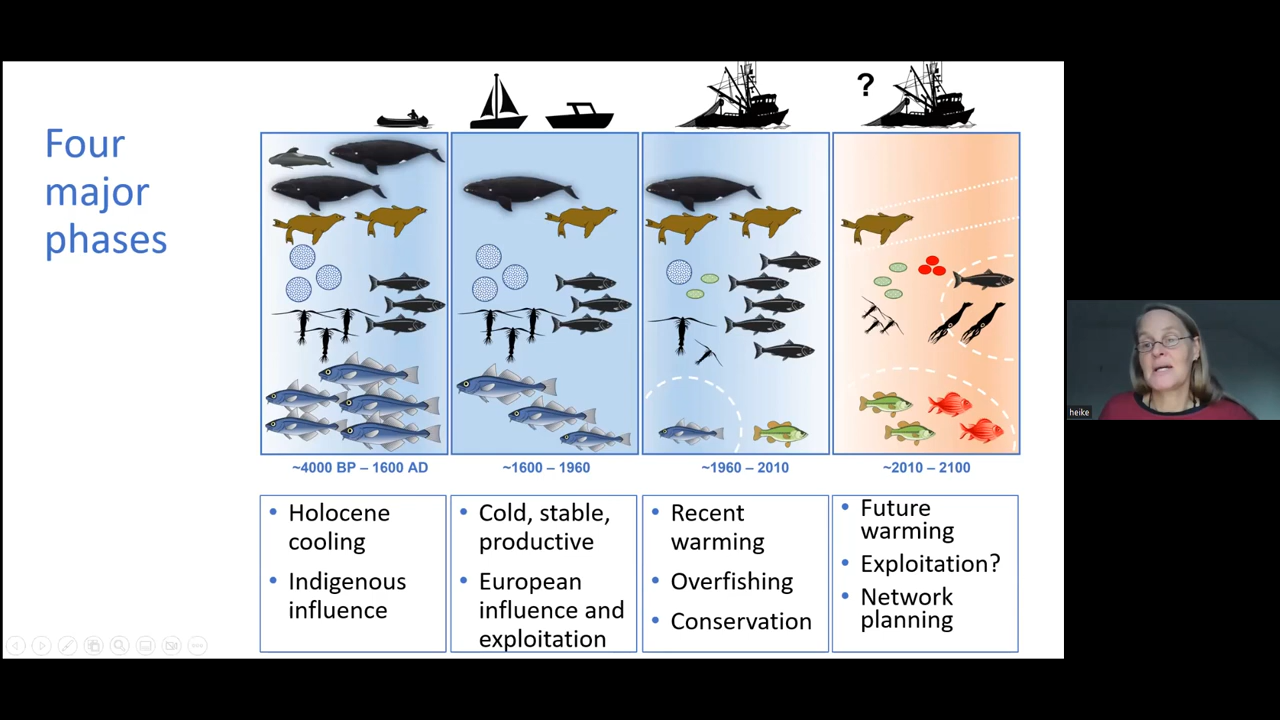 Four
major
phases
?
~4000 BP – 1600 AD
~1600 – 1960
~1960 – 2010
~2010 – 2100
• Holocene
cooling
• Indigenous
influence
• Cold, stable,
productive
• European
influence and
exploitation
• Recent
warming
• Overfishing
• Conservation
• Future
warming
• Exploitation?
• Network
planning
heike